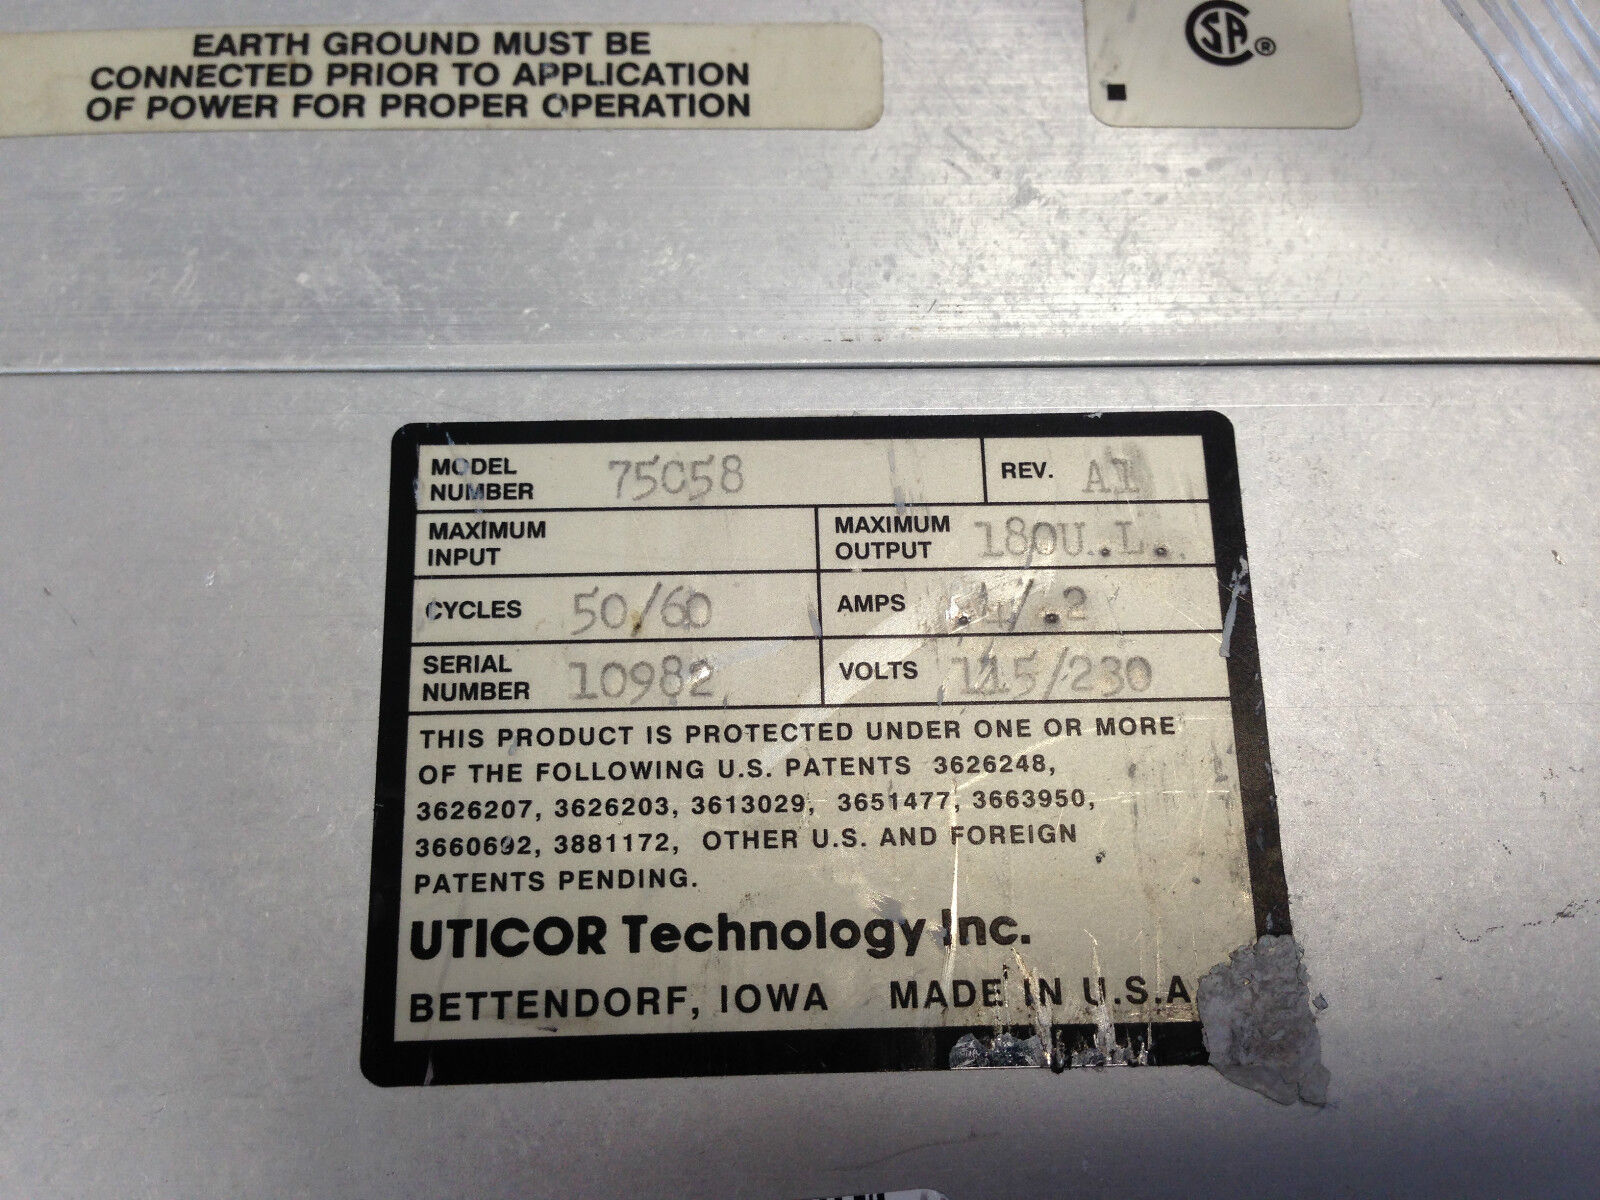 EARTH GROUND MUST BE
CONNECTED PRIOR TO APPLICATION
OF POWER FOR PROPER OPERATION
CSA®
MODEL NUMBER 75C58 REV. A1
MAXIMUM INPUT MAXIMUM OUTPUT 180U.L.
CYCLES 50/60 AMPS .4/.2
SERIAL NUMBER 10982 VOLTS 115/230
THIS PRODUCT IS PROTECTED UNDER ONE OR MORE
OF THE FOLLOWING U.S. PATENTS 3626248,
3626207, 3626203, 3613029, 3651477, 3663950,
3660692, 3881172, OTHER U.S. AND FOREIGN
PATENTS PENDING.
UTICOR Technology Inc.
BETTENDORF, IOWA MADE IN U.S.A